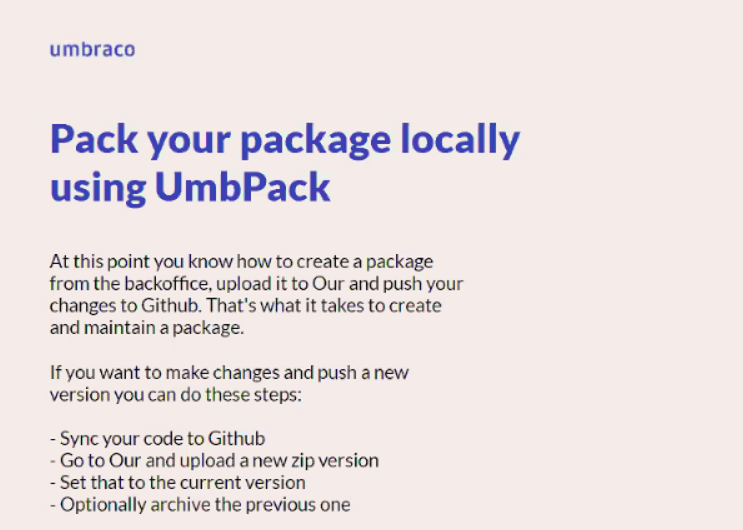 umbraco
Pack your package locally
using UmbPack
At this point you know how to create a package
from the backoffice, upload it to Our and push your
changes to Github. That's what it takes to create
and maintain a package.
If you want to make changes and push a new
version you can do these steps:
- Sync your code to Github
- Go to Our and upload a new zip version
- Set that to the current version
- Optionally archive the previous one